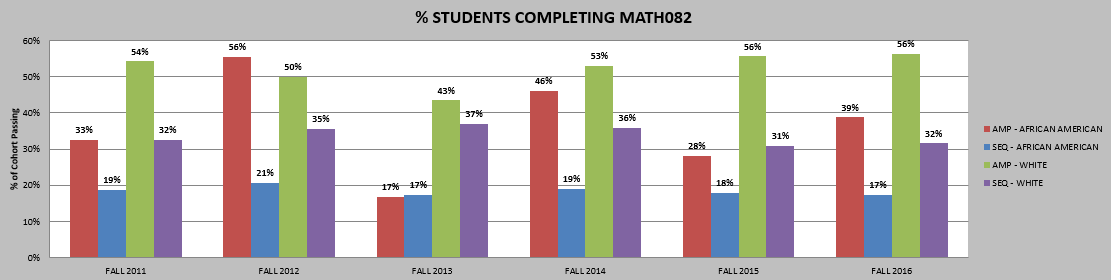 % STUDENTS COMPLETING MATH082
% of Cohort Passing
60%
50%
40%
30%
20%
10%
0%
33%
19%
54%
32%
56%
21%
50%
35%
17%
17%
43%
37%
46%
19%
53%
36%
28%
18%
56%
31%
39%
17%
56%
32%
FALL 2011
FALL 2012
FALL 2013
FALL 2014
FALL 2015
FALL 2016
AMP - AFRICAN AMERICAN
SEQ - AFRICAN AMERICAN
AMP - WHITE
SEQ - WHITE